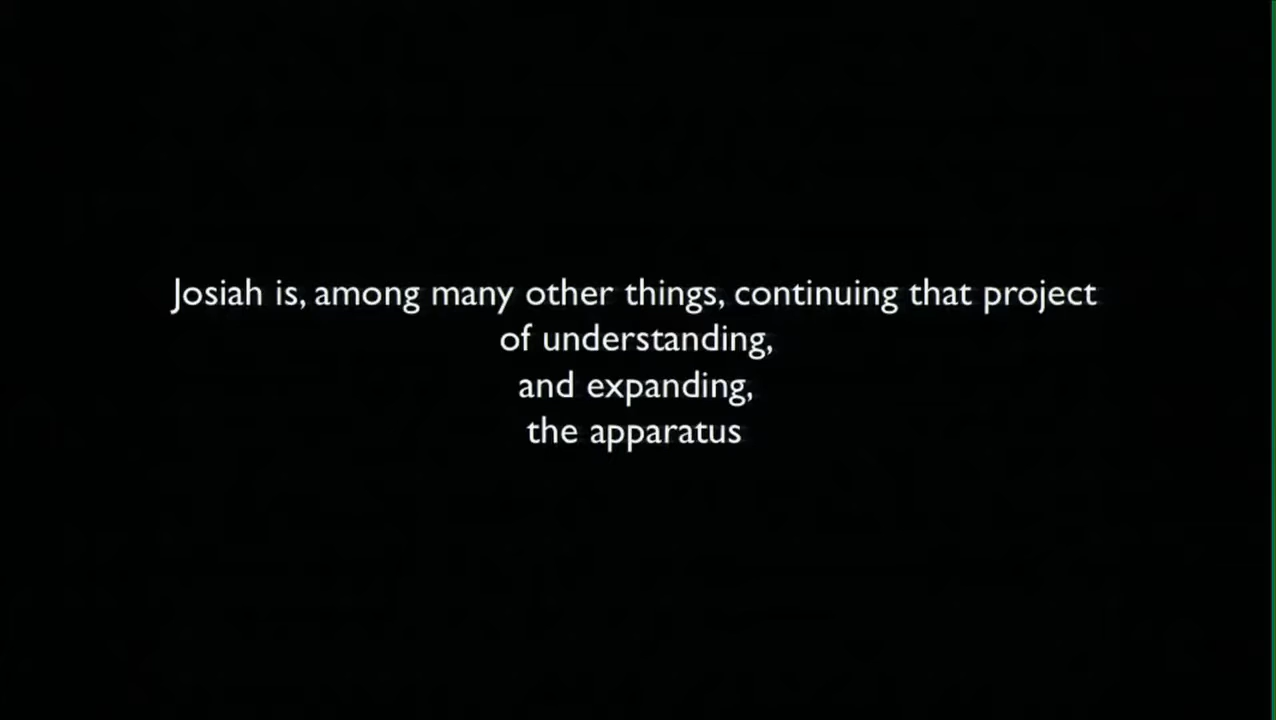 Josiah is, among many other things, continuing that project
of understanding,
and expanding,
the apparatus